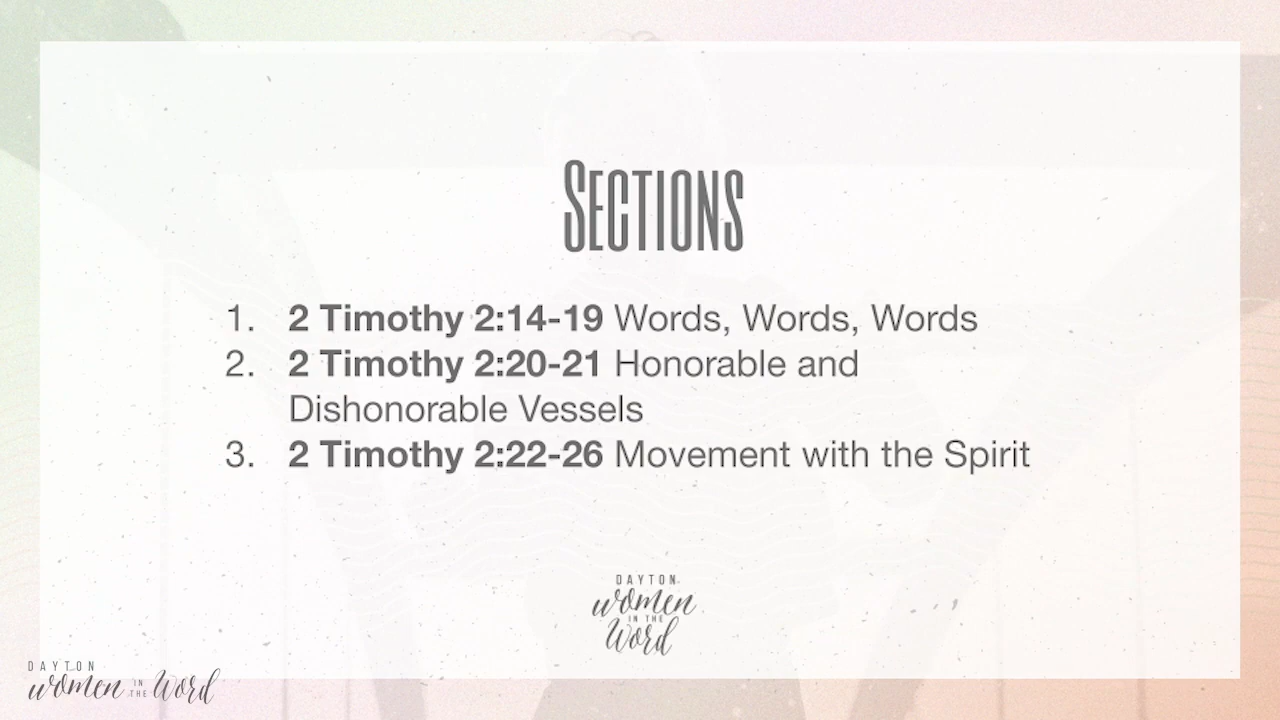 Sections
1. 2 Timothy 2:14-19 Words, Words, Words
2. 2 Timothy 2:20-21 Honorable and
Dishonorable Vessels
3. 2 Timothy 2:22-26 Movement with the Spirit
DAYTON
women
IN THE
Word
DAYTON
women IN THE Word